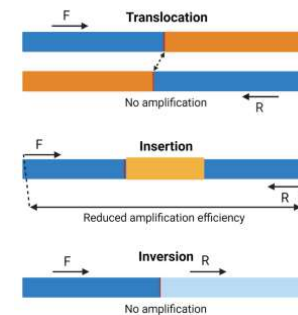 Translocation
F
No amplification
R
Insertion
F
R
Reduced amplification efficiency
Inversion
F
R
No amplification